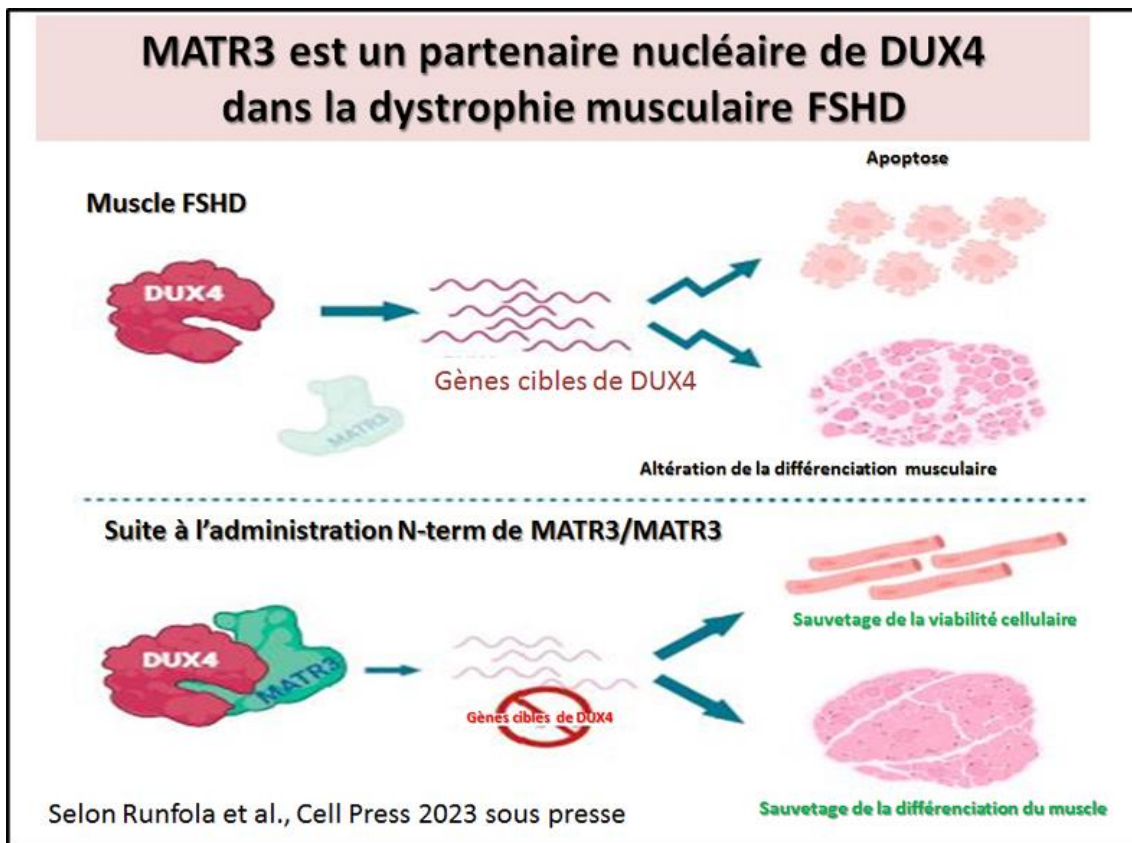 MATR3 est un partenaire nucléaire de DUX4
dans la dystrophie musculaire FSHD
Apoptose
Muscle FSHD
DUX4
Gènes cibles de DUX4
MATR3
Altération de la différenciation musculaire
Suite à l'administration N-term de MATR3/MATR3
Sauvetage de la viabilité cellulaire
DUX4
MATR3
Gènes cibles de DUX4
Selon Runfola et al., Cell Press 2023 sous presse
Sauvetage de la différenciation du muscle